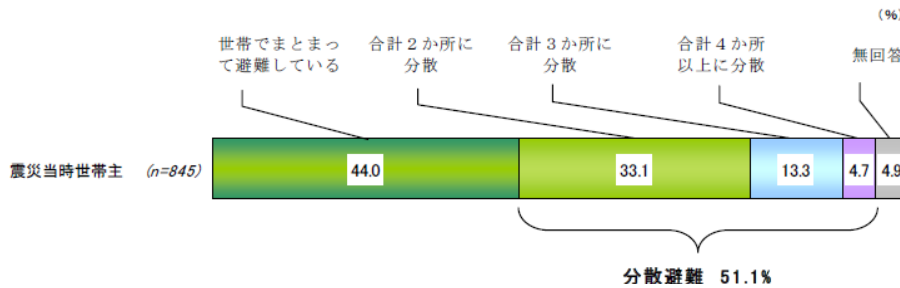 (%)
世帯でまとまっ
て避難している
合計２か所に
分散
合計３か所に
分散
合計４か所
以上に分散
無回答
震災当時世帯主 (n=845)
44.0
33.1
13.3
4.7
4.9
分散避難 51.1%